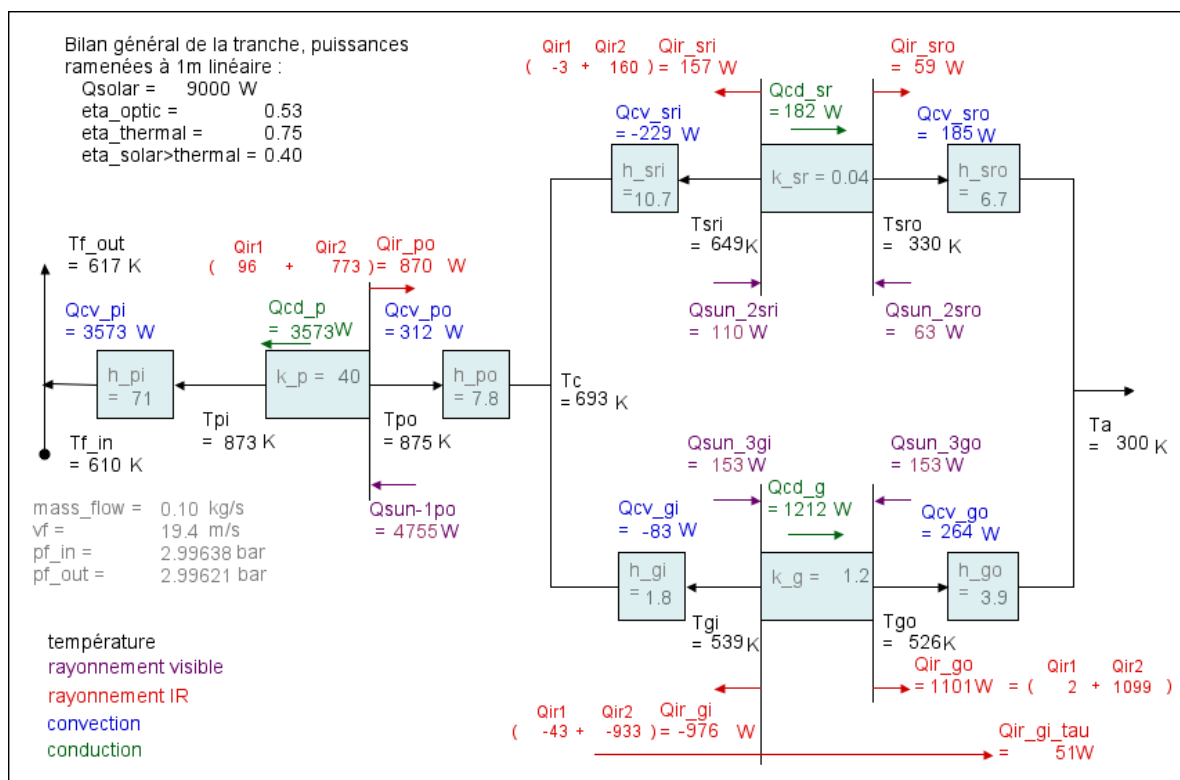 Bilan général de la tranche, puissances
ramenées à 1m linéaire :
Qsolar = 9000 W
eta_optic = 0.53
eta_thermal = 0.75
eta_solar>thermal = 0.40
Qir1 Qir2 Qir_sri
( -3 + 160 )= 157 W
Qir_sro
= 59 W
Qcd_sr
= 182 W
Qcv_sri
= -229 W
Qcv_sro
= 185 W
h_sri
= 10.7
k_sr = 0.04
h_sro
= 6.7
Tsri
= 649 K
Tsro
= 330 K
Qsun_2sri
= 110 W
Qsun_2sro
= 63 W
Tf_out
= 617 K
Qir1 Qir2 Qir_po
( 96 + 773 )= 870 W
Qcv_pi
= 3573 W
Qcd_p
= 3573 W
Qcv_po
= 312 W
h_pi
= 71
k_p = 40
h_po
= 7.8
Tc
= 693 K
Tpi
= 873 K
Tpo
= 875 K
Tf_in
= 610 K
Ta
= 300 K
Qsun-1po
= 4755 W
mass_flow = 0.10 kg/s
vf = 19.4 m/s
pf_in = 2.99638 bar
pf_out = 2.99621 bar
Qsun_3gi
= 153 W
Qsun_3go
= 153 W
Qcd_g
= 1212 W
Qcv_gi
= -83 W
Qcv_go
= 264 W
h_gi
= 1.8
k_g = 1.2
h_go
= 3.9
Tgi
= 539 K
Tgo
= 526 K
Qir_go Qir1 Qir2
= 1101 W = ( 2 + 1099 )
Qir1 Qir2 Qir_gi
( -43 + -933 )= -976 W
Qir_gi_tau
= 51 W
température
rayonnement visible
rayonnement IR
convection
conduction